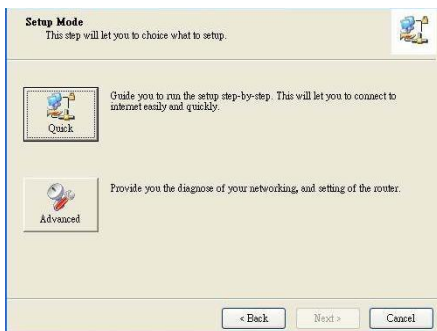 Setup Mode
This step will let you to choice what to setup.
Guide you to run the setup step-by-step. This will let you to connect to
internet easily and quickly.
Quick
Provide you the diagnose of your networking, and setting of the router.
Advanced
< Back
Next >
Cancel